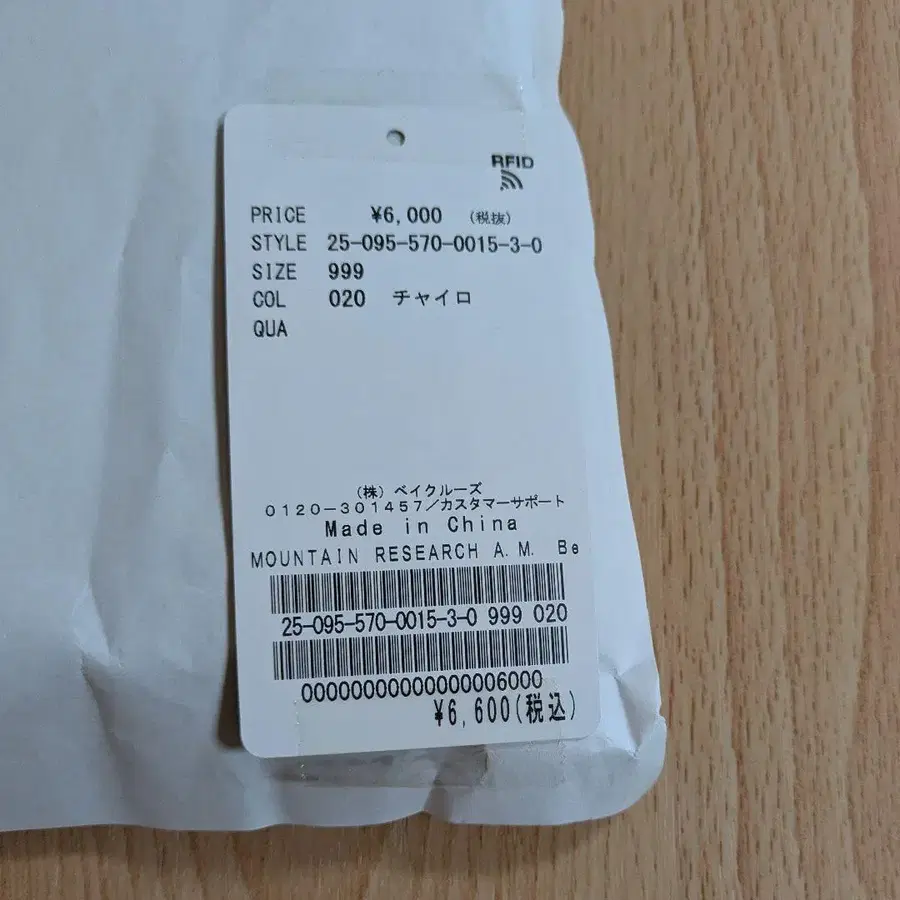 RFID
PRICE ¥6,000 (税抜)
STYLE 25-095-570-0015-3-0
SIZE 999
COL 020 チャイロ
QUA
(株) ベイクルーズ
0120-301457/カスタマーサポート
Made in China
MOUNTAIN RESEARCH A.M. Be
25-095-570-0015-3-0 999 020
00000000000000006000
¥6,600(税込)